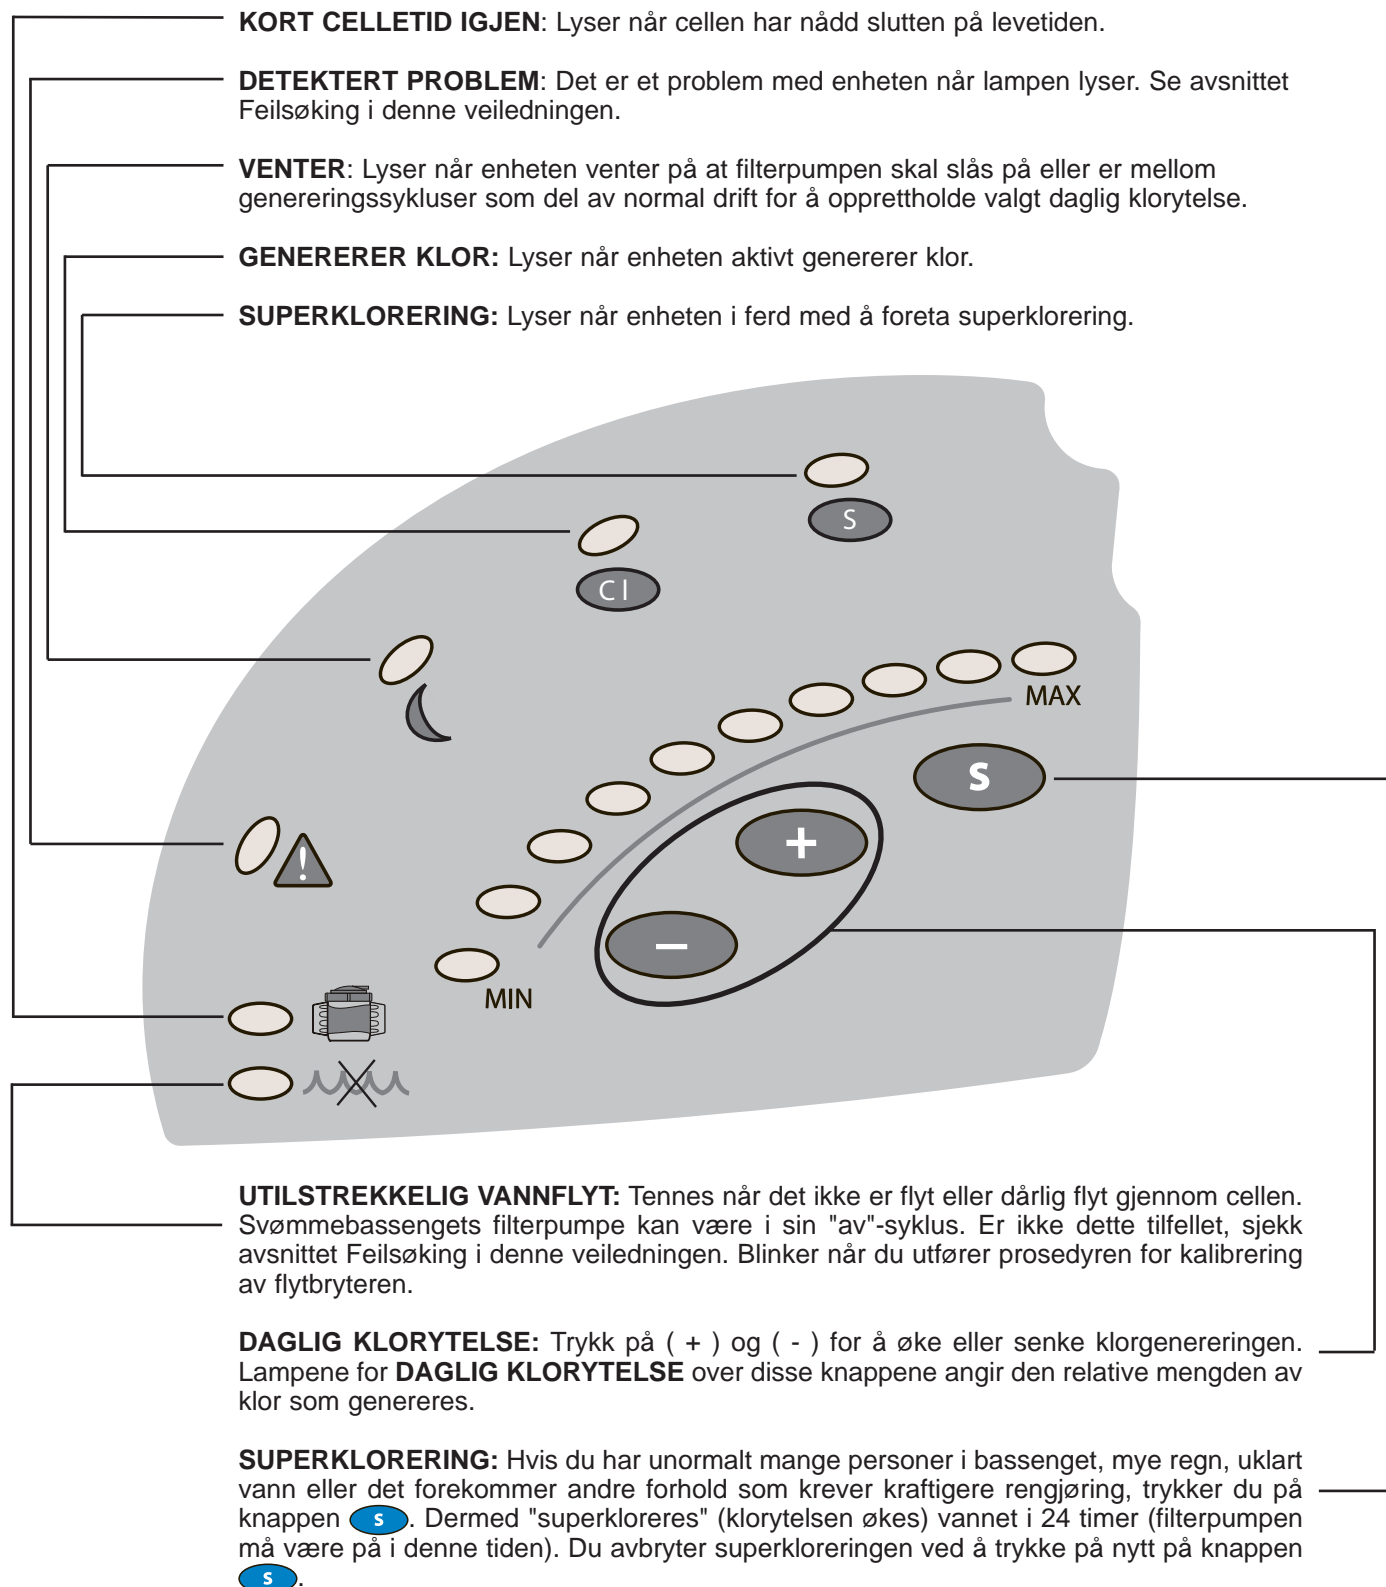 KORT CELLETID IGJEN: Lyser når cellen har nådd slutten på levetiden.
DETEKTERT PROBLEM: Det er et problem med enheten når lampen lyser. Se avsnittet
Feilsøking i denne veiledningen.
VENTER: Lyser når enheten venter på at filterpumpen skal slås på eller er mellom
genereringssykluser som del av normal drift for å opprettholde valgt daglig klorytelse.
GENERERER KLOR: Lyser når enheten aktivt genererer klor.
SUPERKLORERING: Lyser når enheten i ferd med å foreta superklorering.
S
Cl
MAX
S
+
!
–
MIN
UTILSTREKKELIG VANNFLYT: Tennes når det ikke er flyt eller dårlig flyt gjennom cellen.
Svømmebassengets filterpumpe kan være i sin "av"-syklus. Er ikke dette tilfellet, sjekk
avsnittet Feilsøking i denne veiledningen. Blinker når du utfører prosedyren for kalibrering
av flytbryteren.
DAGLIG KLORYTELSE: Trykk på ( + ) og ( - ) for å øke eller senke klorgenereringen.
Lampene for DAGLIG KLORYTELSE over disse knappene angir den relative mengden av
klor som genereres.
SUPERKLORERING: Hvis du har unormalt mange personer i bassenget, mye regn, uklart
vann eller det forekommer andre forhold som krever kraftigere rengjøring, trykker du på
knappen S. Dermed "superkloreres" (klorytelsen økes) vannet i 24 timer (filterpumpen
må være på i denne tiden). Du avbryter superkloreringen ved å trykke på nytt på knappen
S.